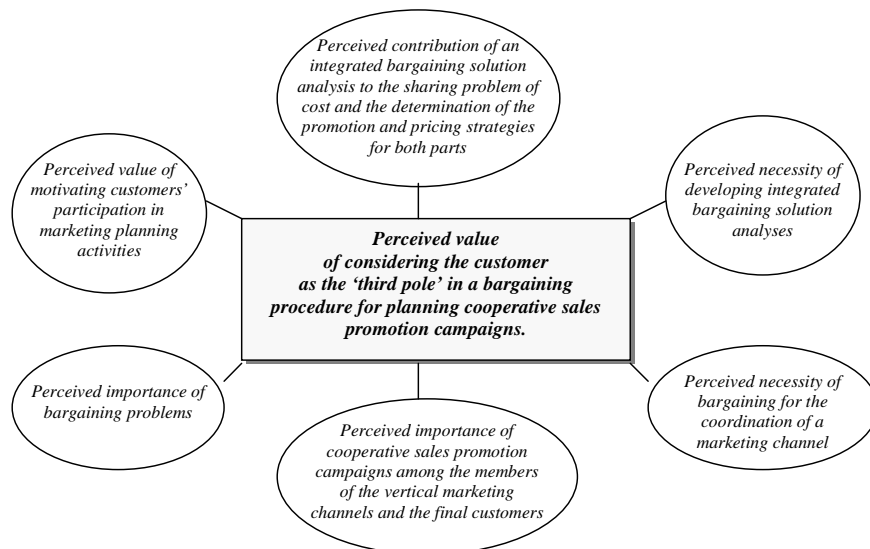 Perceived contribution of an
integrated bargaining solution
analysis to the sharing problem of
cost and the determination of the
promotion and pricing strategies
for both parts
Perceived value of
motivating customers’
participation in
marketing planning
activities
Perceived necessity of
developing integrated
bargaining solution
analyses
Perceived value
of considering the customer
as the ‘third pole’ in a bargaining
procedure for planning cooperative sales
promotion campaigns.
Perceived importance of
bargaining problems
Perceived importance of
cooperative sales promotion
campaigns among the members
of the vertical marketing
channels and the final customers
Perceived necessity of
bargaining for the
coordination of a
marketing channel